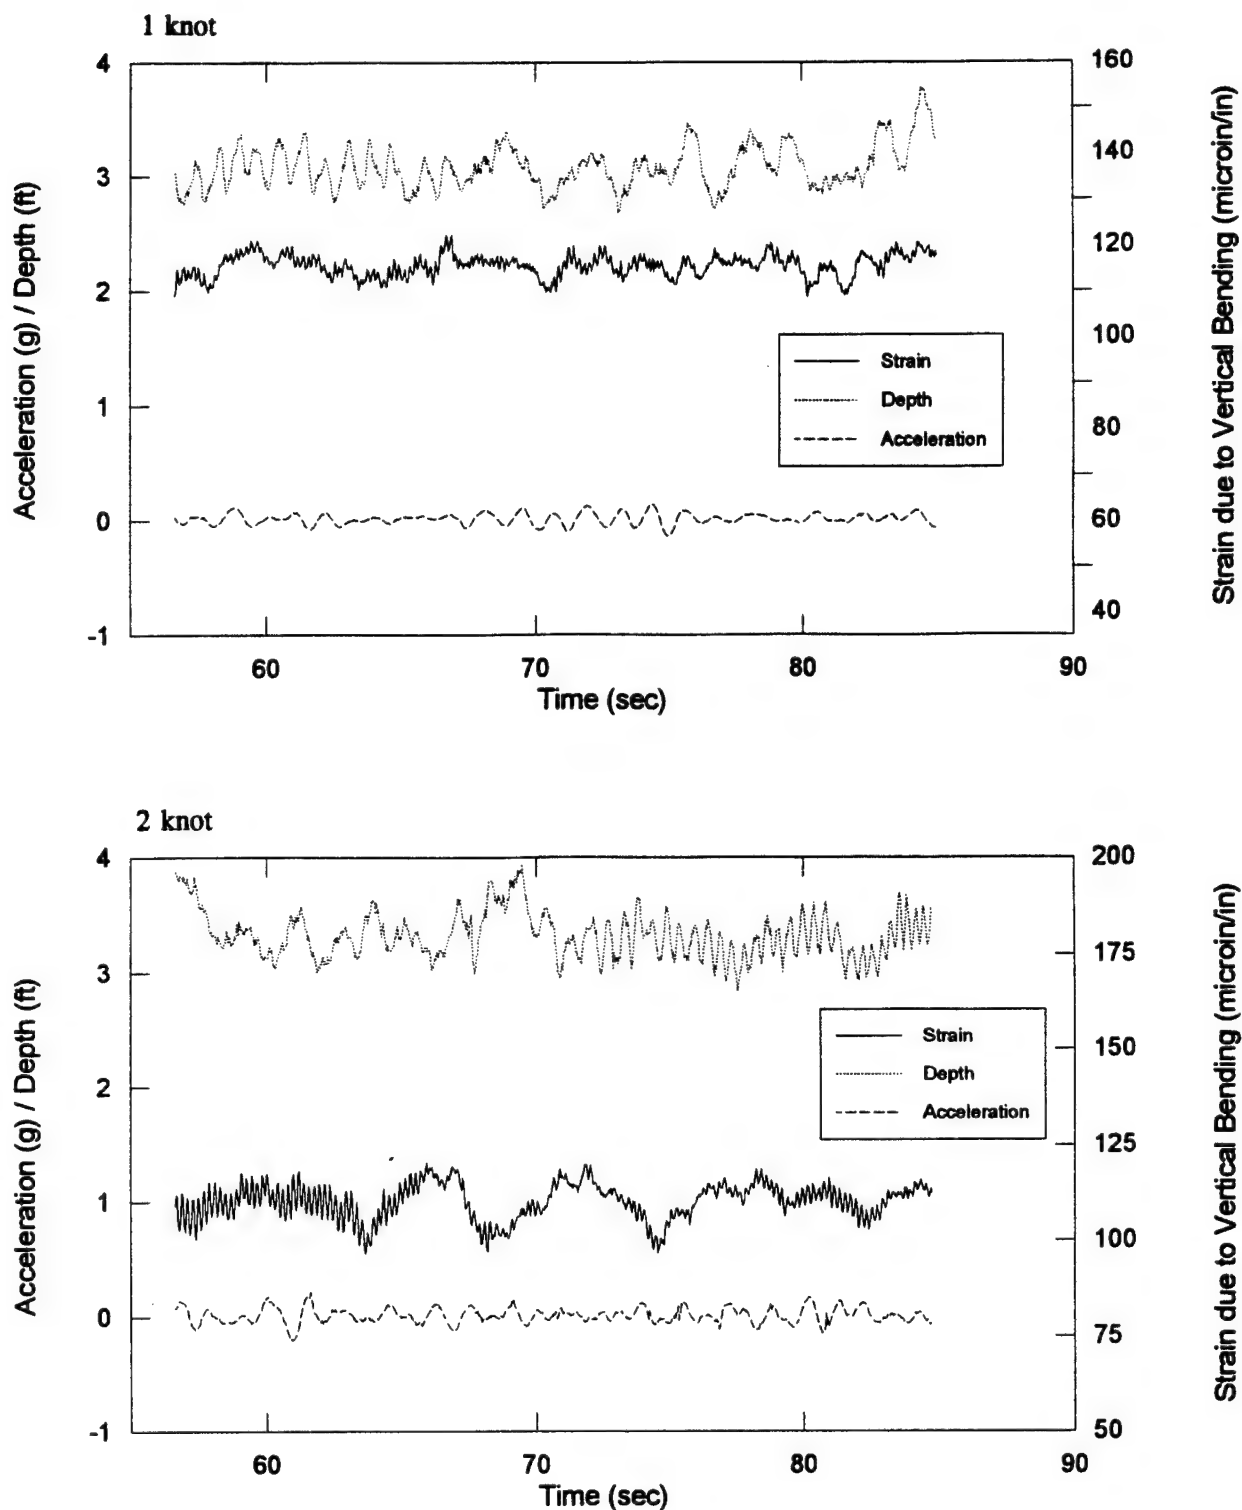 1 knot
Acceleration (g) / Depth (ft)
4
3
2
1
0
-1
160
140
120
100
80
60
40
Strain due to Vertical Bending (microin/in)
Strain
Depth
Acceleration
60 70 80 90
Time (sec)
2 knot
Acceleration (g) / Depth (ft)
4
3
2
1
0
-1
200
175
150
125
100
75
50
Strain due to Vertical Bending (microin/in)
Strain
Depth
Acceleration
60 70 80 90
Time (sec)